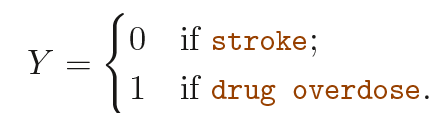 Y = { 0 if stroke;
1 if drug overdose.